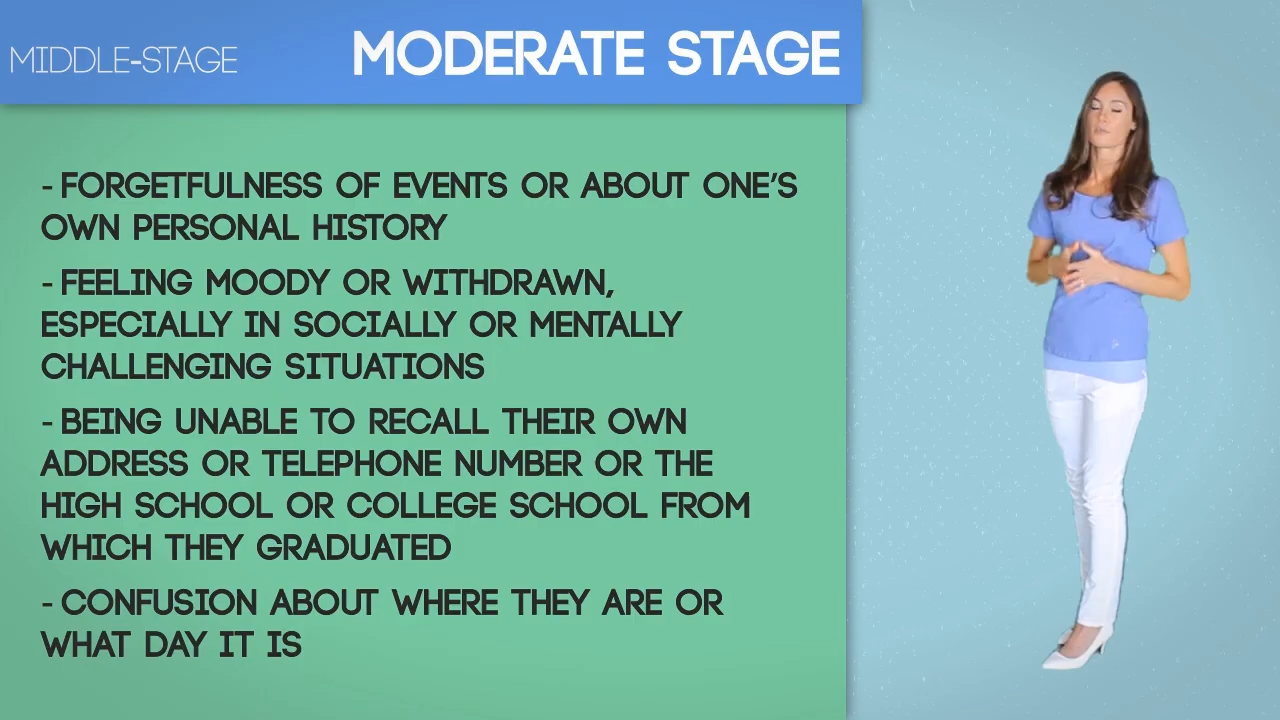 MIDDLE-STAGE
MODERATE STAGE
- FORGETFULNESS OF EVENTS OR ABOUT ONE'S
OWN PERSONAL HISTORY
- FEELING MOODY OR WITHDRAWN,
ESPECIALLY IN SOCIALLY OR MENTALLY
CHALLENGING SITUATIONS
- BEING UNABLE TO RECALL THEIR OWN
ADDRESS OR TELEPHONE NUMBER OR THE
HIGH SCHOOL OR COLLEGE SCHOOL FROM
WHICH THEY GRADUATED
- CONFUSION ABOUT WHERE THEY ARE OR
WHAT DAY IT IS